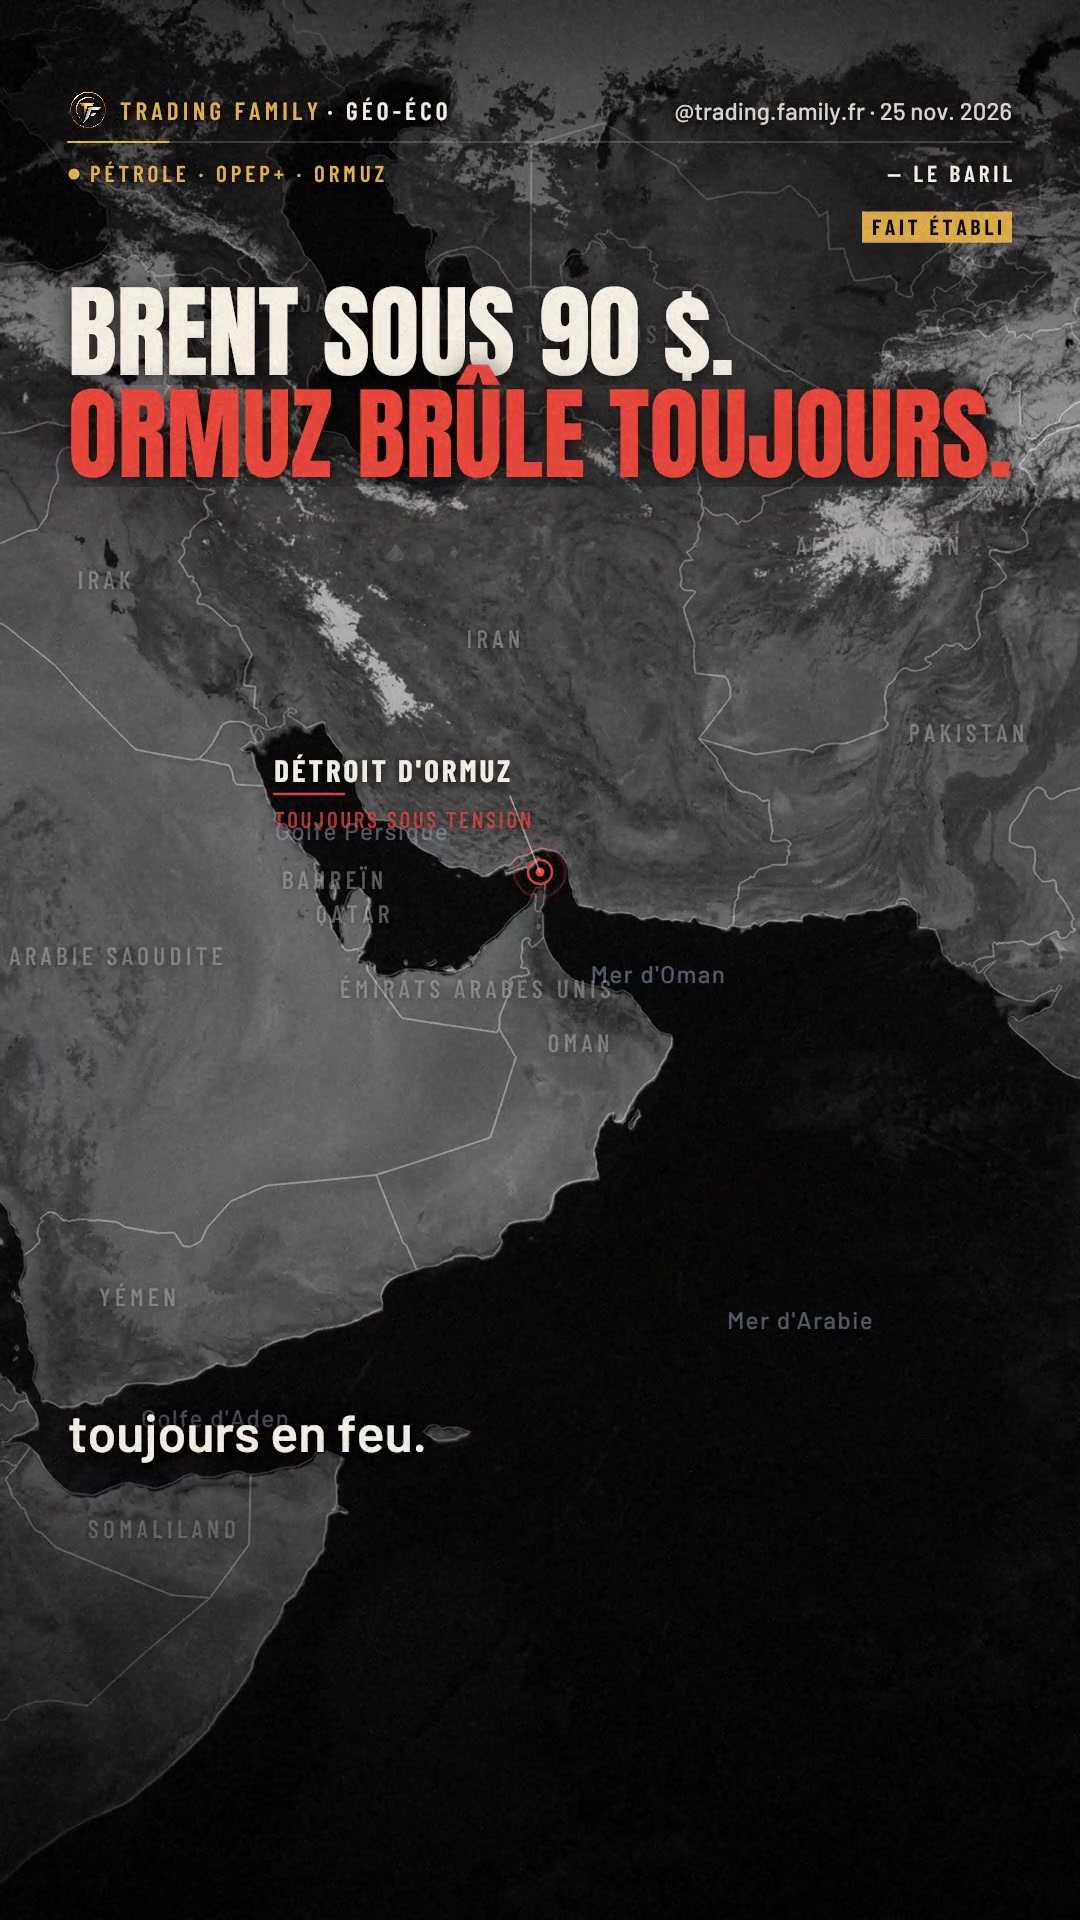 TRADING FAMILY · GÉO-ÉCO
@trading.family.fr · 25 nov. 2026
PÉTROLE · OPEP+ · ORMUZ
— LE BARIL
FAIT ÉTABLI
BRENT SOUS 90 $.
ORMUZ BRÛLE TOUJOURS.
AFGHANISTAN
IRAK
IRAN
PAKISTAN
DÉTROIT D'ORMUZ
TOUJOURS SOUS TENSION
Golfe Persique
BAHREÏN
QATAR
ARABIE SAOUDITE
Mer d'Oman
ÉMIRATS ARABES UNIS
OMAN
YÉMEN
Mer d'Arabie
Golfe d'Aden
toujours en feu.
SOMALILAND